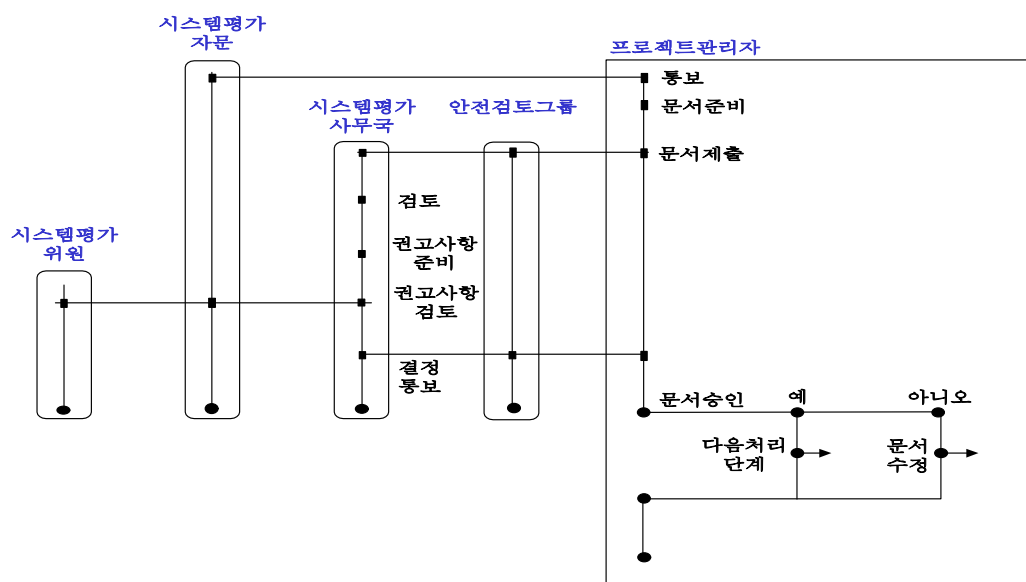 시스템평가
자문
프로젝트관리자
통보
시스템평가
사무국
안전검토그룹
문서준비
문서제출
검토
시스템평가
위원
권고사항
준비
권고사항
검토
결정
통보
문서승인
예
아니오
다음처리
단계
문서
수정